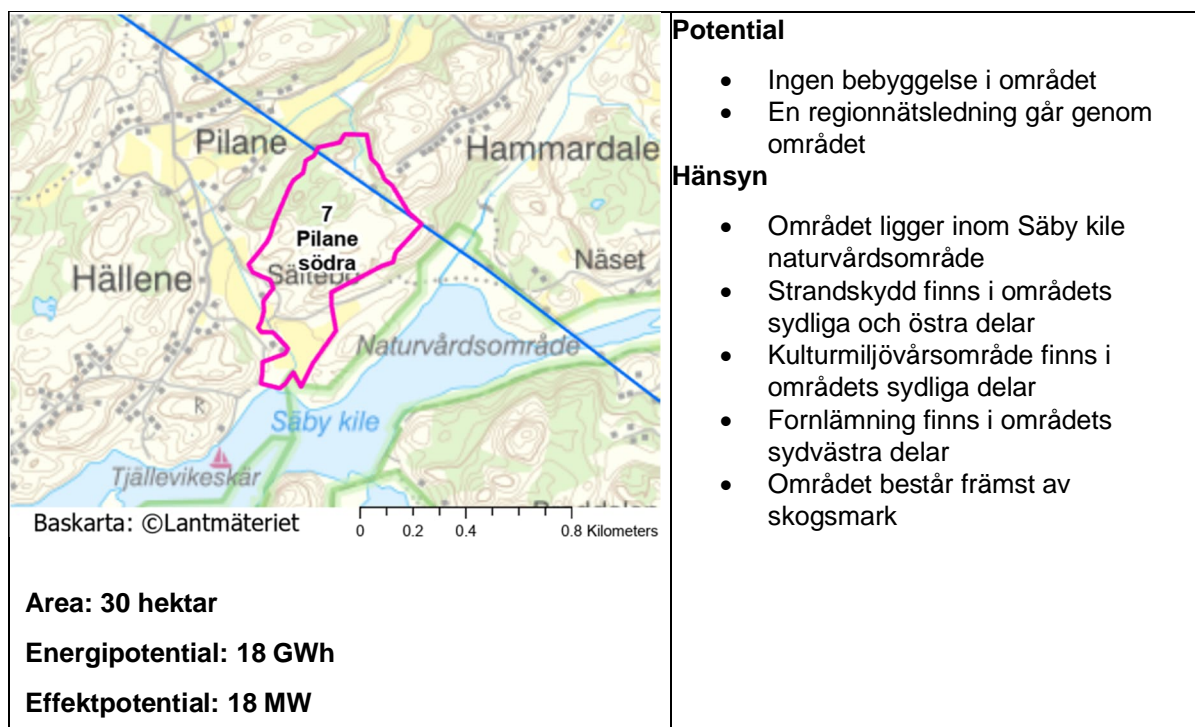 Pilane
Hammardale
7
Pilane
södra
Sältebo
Hällene
Näset
Naturvårdsområde
R
Säby kile
Tjällevikeskär
Baskarta: ©Lantmäteriet
0 0.2 0.4 0.8 Kilometers
Area: 30 hektar
Energipotential: 18 GWh
Effektpotential: 18 MW
Potential
• Ingen bebyggelse i området
• En regionnätsledning går genom
området
Hänsyn
• Området ligger inom Säby kile
naturvårdsområde
• Strandskydd finns i områdets
sydliga och östra delar
• Kulturmiljövårsområde finns i
områdets sydliga delar
• Fornlämning finns i områdets
sydvästra delar
• Området består främst av
skogsmark